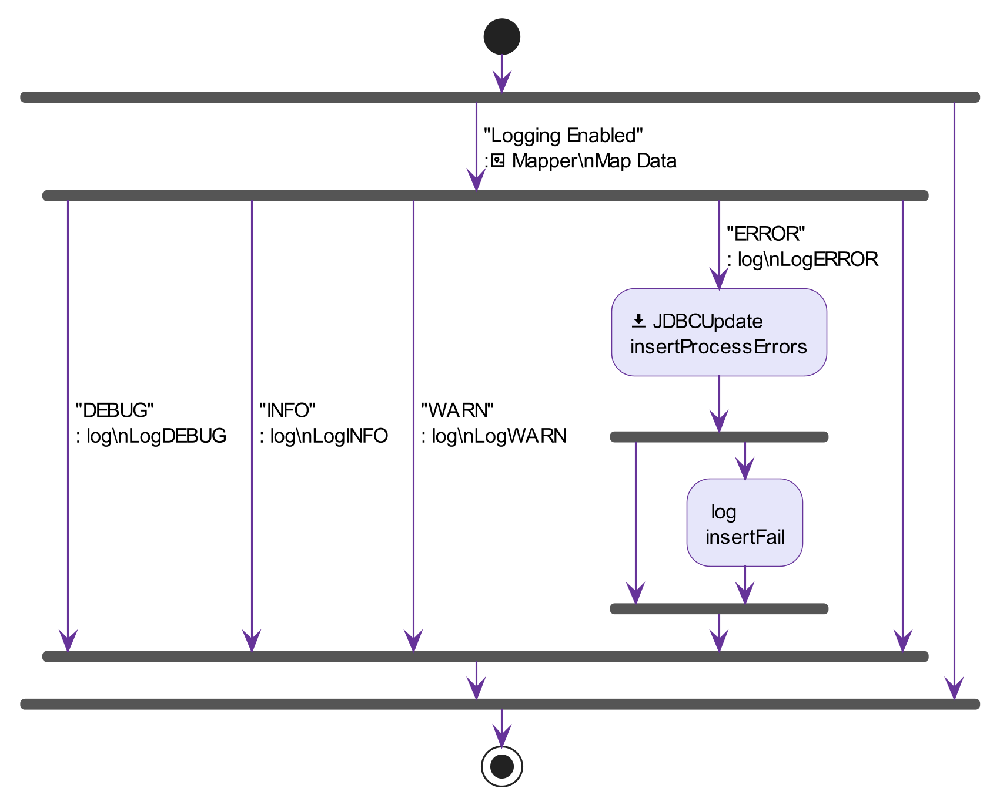 "Logging Enabled"
: Mapper\nMap Data
"ERROR"
: log\nLogERROR
JDBCUpdate
insertProcessErrors
"DEBUG"
: log\nLogDEBUG
"INFO"
: log\nLogINFO
"WARN"
: log\nLogWARN
log
insertFail